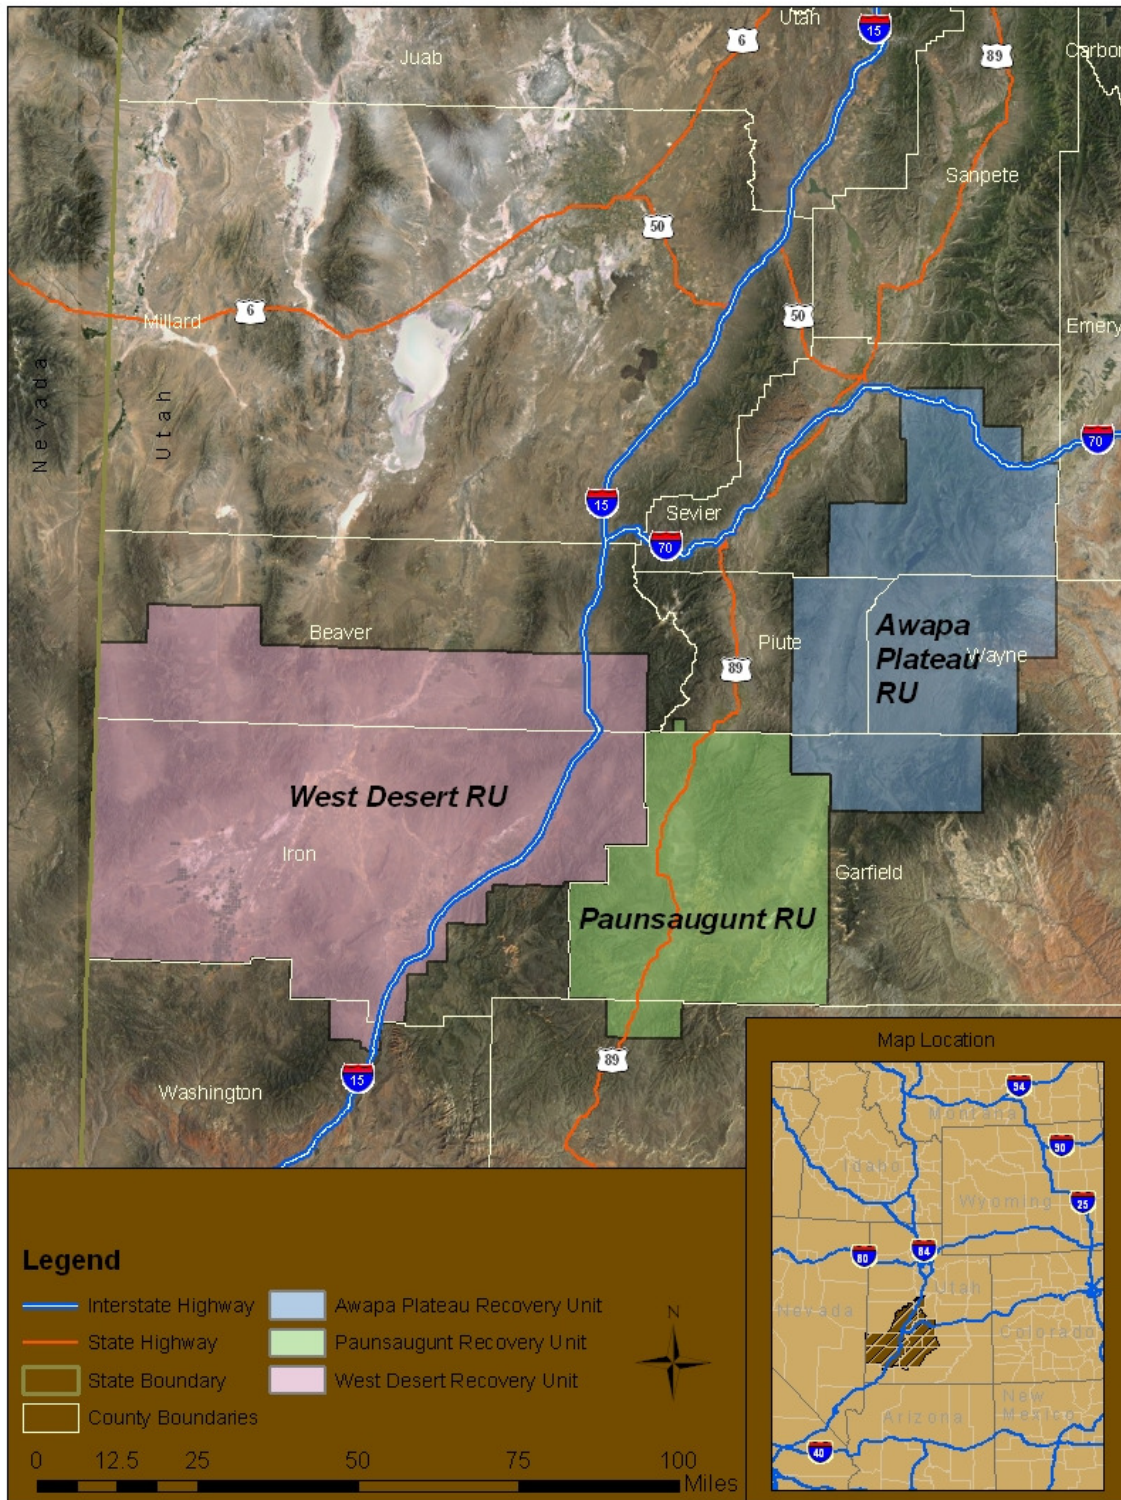 Utah
15
6
89
Juab
Carbon
Sanpete
50
6
50
Millard
Emery
Nevada
Utah
70
15
Sevier
70
Awapa
Plateau
RU
Wayne
Beaver
Piute
89
West Desert RU
Iron
Garfield
Paunsaugunt RU
89
15
Washington
Map Location
94
Montana
90
Idaho
Wyoming
25
84
80
Utah
Nevada
Colorado
New
Mexico
Arizona
40
Legend
Interstate Highway
Awapa Plateau Recovery Unit
State Highway
Paunsaugunt Recovery Unit
State Boundary
West Desert Recovery Unit
County Boundaries
N
0 12.5 25 50 75 100
Miles